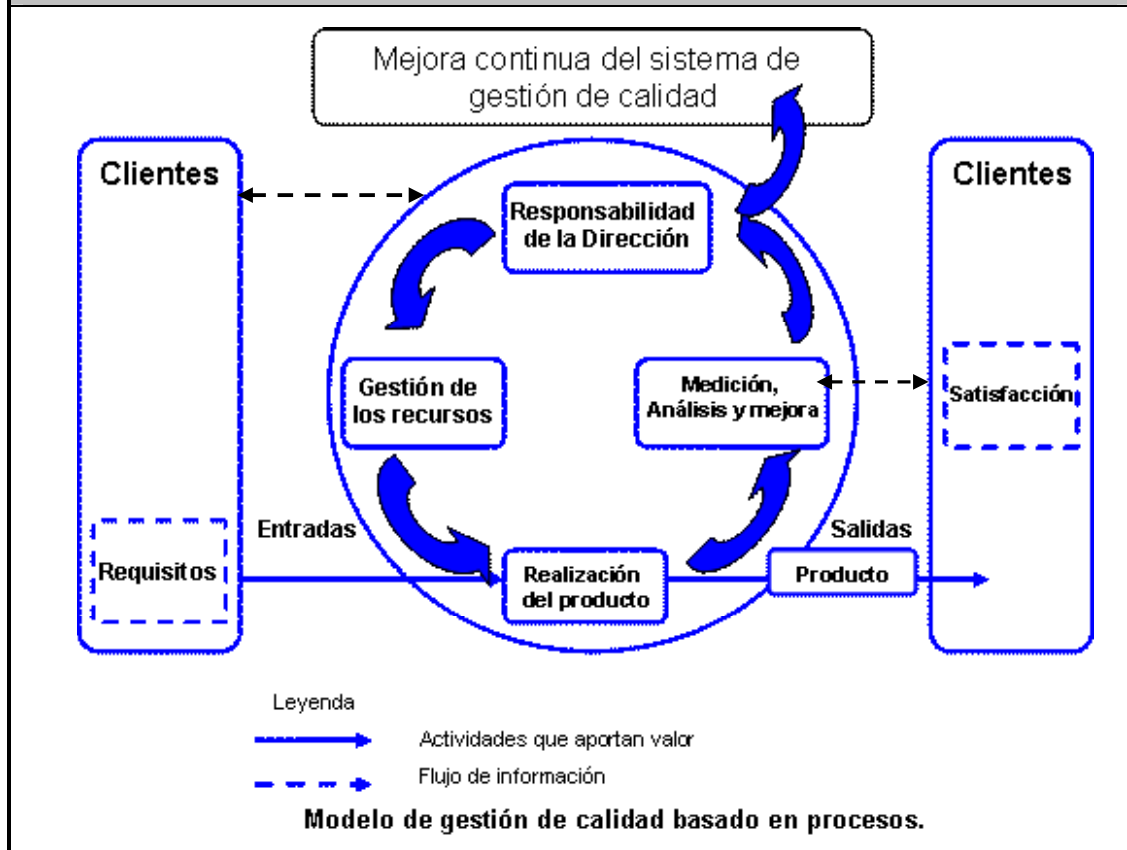 Mejora continua del sistema de
gestión de calidad
Clientes
Clientes
Responsabilidad
de la Dirección
Gestión de
los recursos
Medición,
Análisis y mejora
Satisfacción
Entradas
Salidas
Requisitos
Realización
del producto
Producto
Leyenda
Actividades que aportan valor
Flujo de información
Modelo de gestión de calidad basado en procesos.